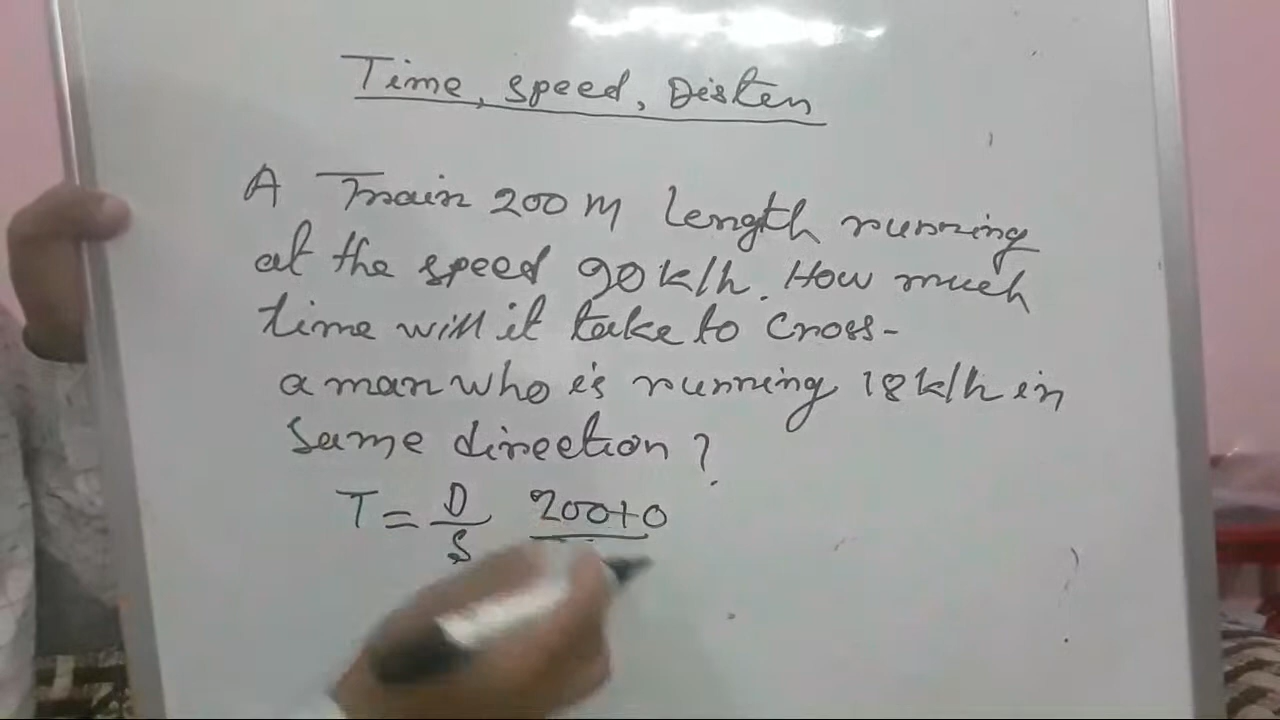 Time, speed, Disten
A Train 200 M length running
at the speed 90 k/h. How much
time will it take to cross-
a man who is running 18 k/h in
same direction?
T = D/S 200+0